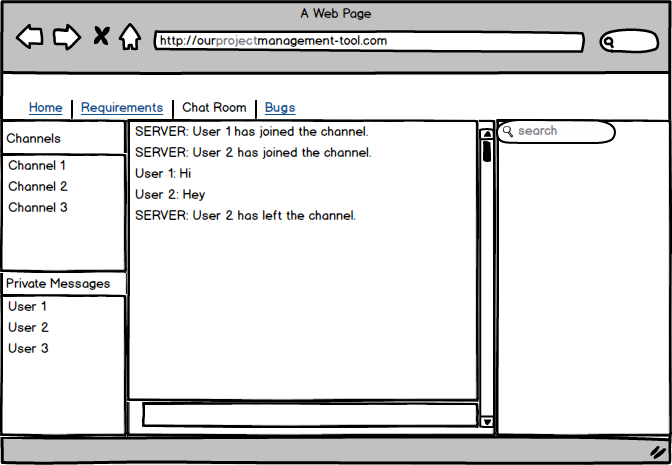 A Web Page
http://ourprojectmanagement-tool.com
Home | Requirements | Chat Room | Bugs
Channels
Channel 1
Channel 2
Channel 3
Private Messages
User 1
User 2
User 3
SERVER: User 1 has joined the channel.
SERVER: User 2 has joined the channel.
User 1: Hi
User 2: Hey
SERVER: User 2 has left the channel.
search